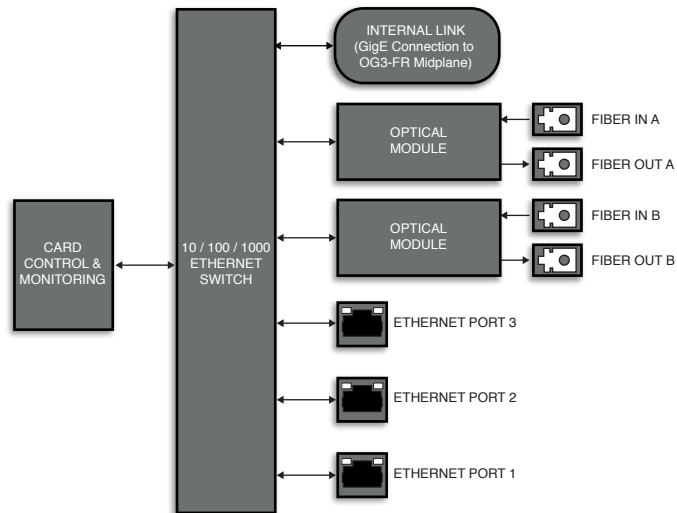 INTERNAL LINK
(GigE Connection to
OG3-FR Midplane)
OPTICAL
MODULE
FIBER IN A
FIBER OUT A
OPTICAL
MODULE
FIBER IN B
FIBER OUT B
CARD
CONTROL &
MONITORING
10 / 100 / 1000
ETHERNET
SWITCH
ETHERNET PORT 3
ETHERNET PORT 2
ETHERNET PORT 1